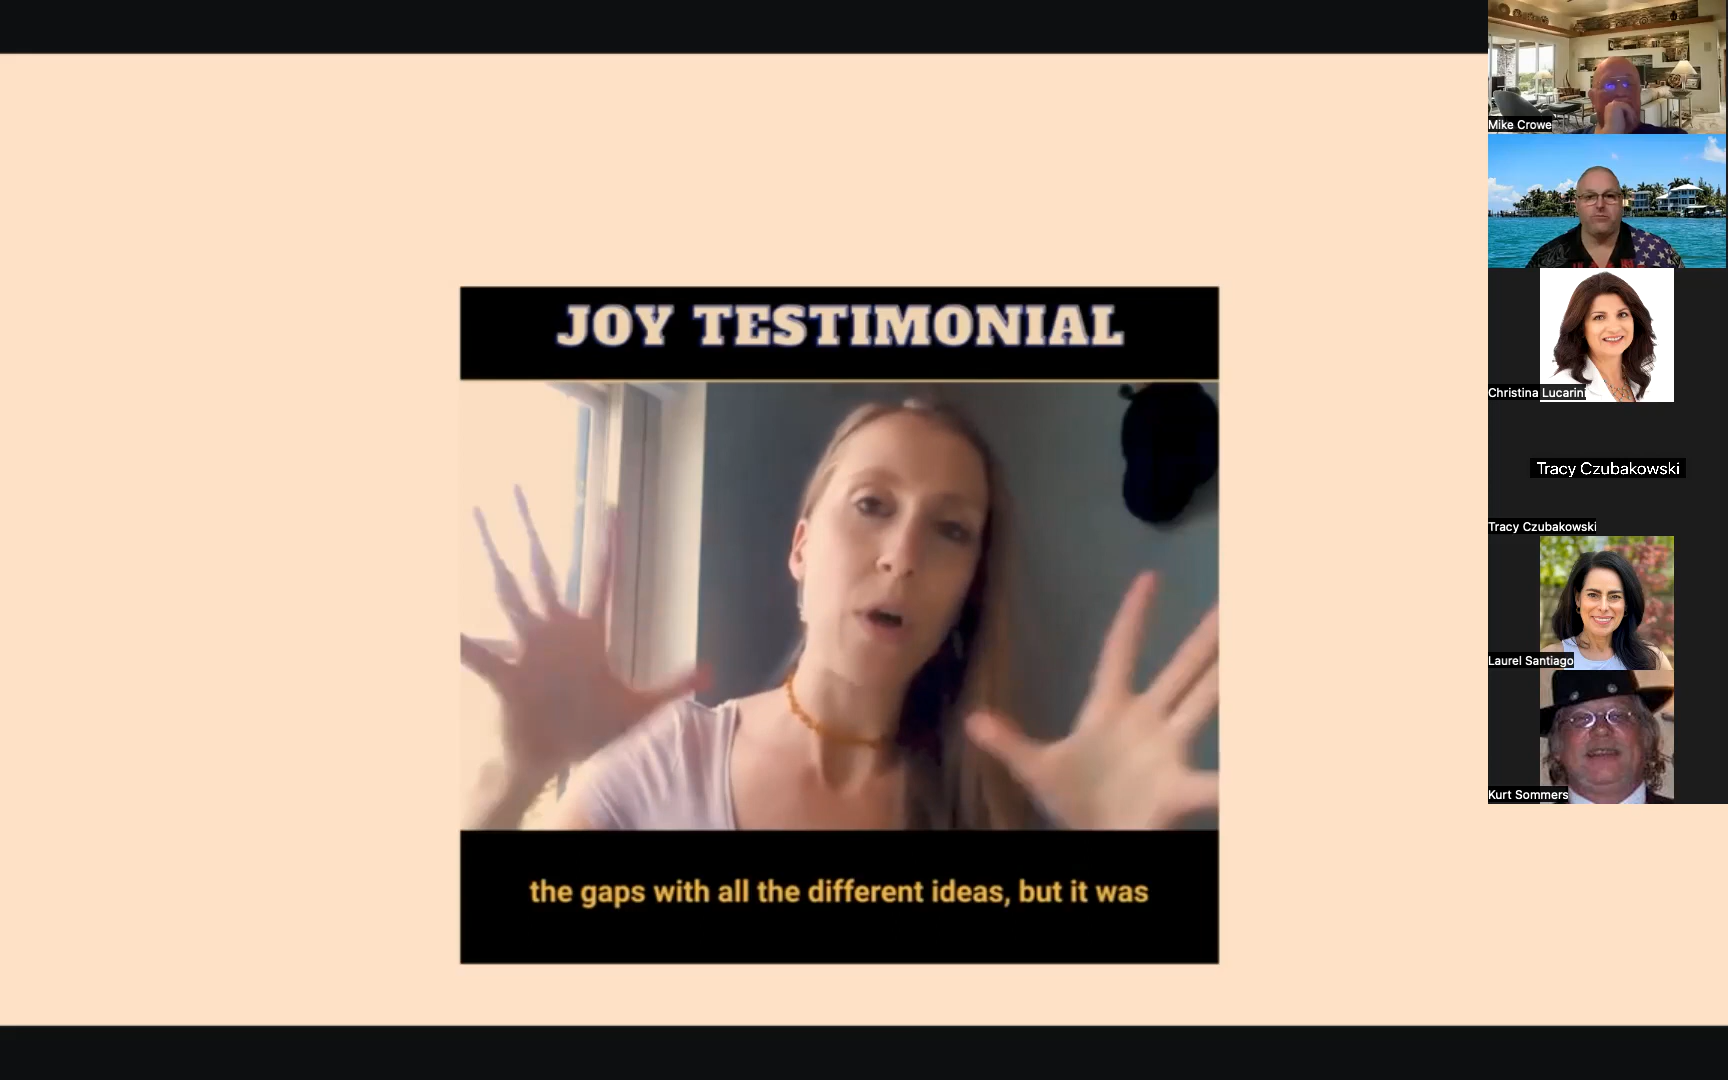 JOY TESTIMONIAL
the gaps with all the different ideas, but it was
Mike Crowe
Christina Lucarini
Tracy Czubakowski
Tracy Czubakowski
Laurel Santiago
Kurt Sommers